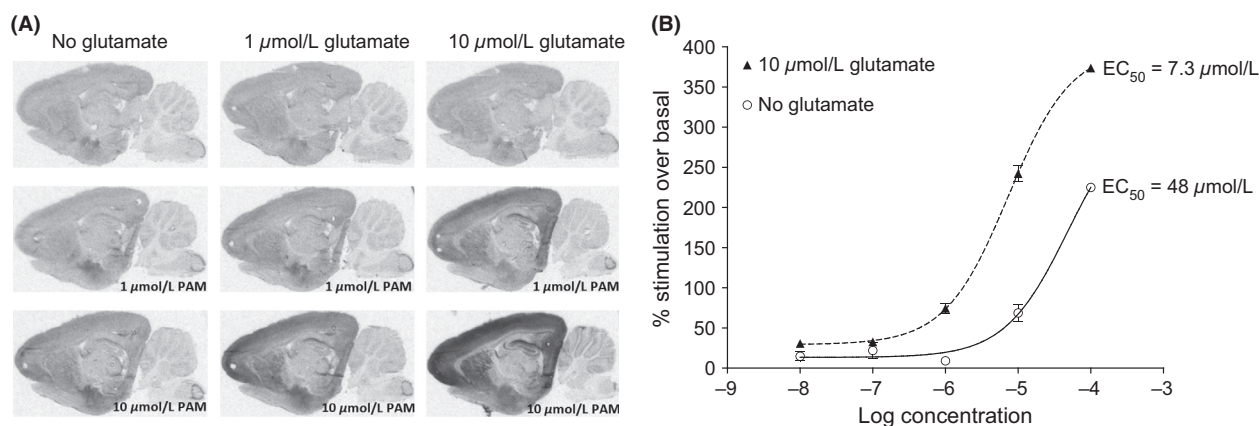 (A)
No glutamate
1 µmol/L glutamate
10 µmol/L glutamate
1 µmol/L PAM
1 µmol/L PAM
1 µmol/L PAM
10 µmol/L PAM
10 µmol/L PAM
10 µmol/L PAM
(B)
% stimulation over basal
400
350
300
250
200
150
100
50
0
10 µmol/L glutamate
No glutamate
EC50 = 7.3 µmol/L
EC50 = 48 µmol/L
–9
–8
–7
–6
–5
–4
–3
Log concentration